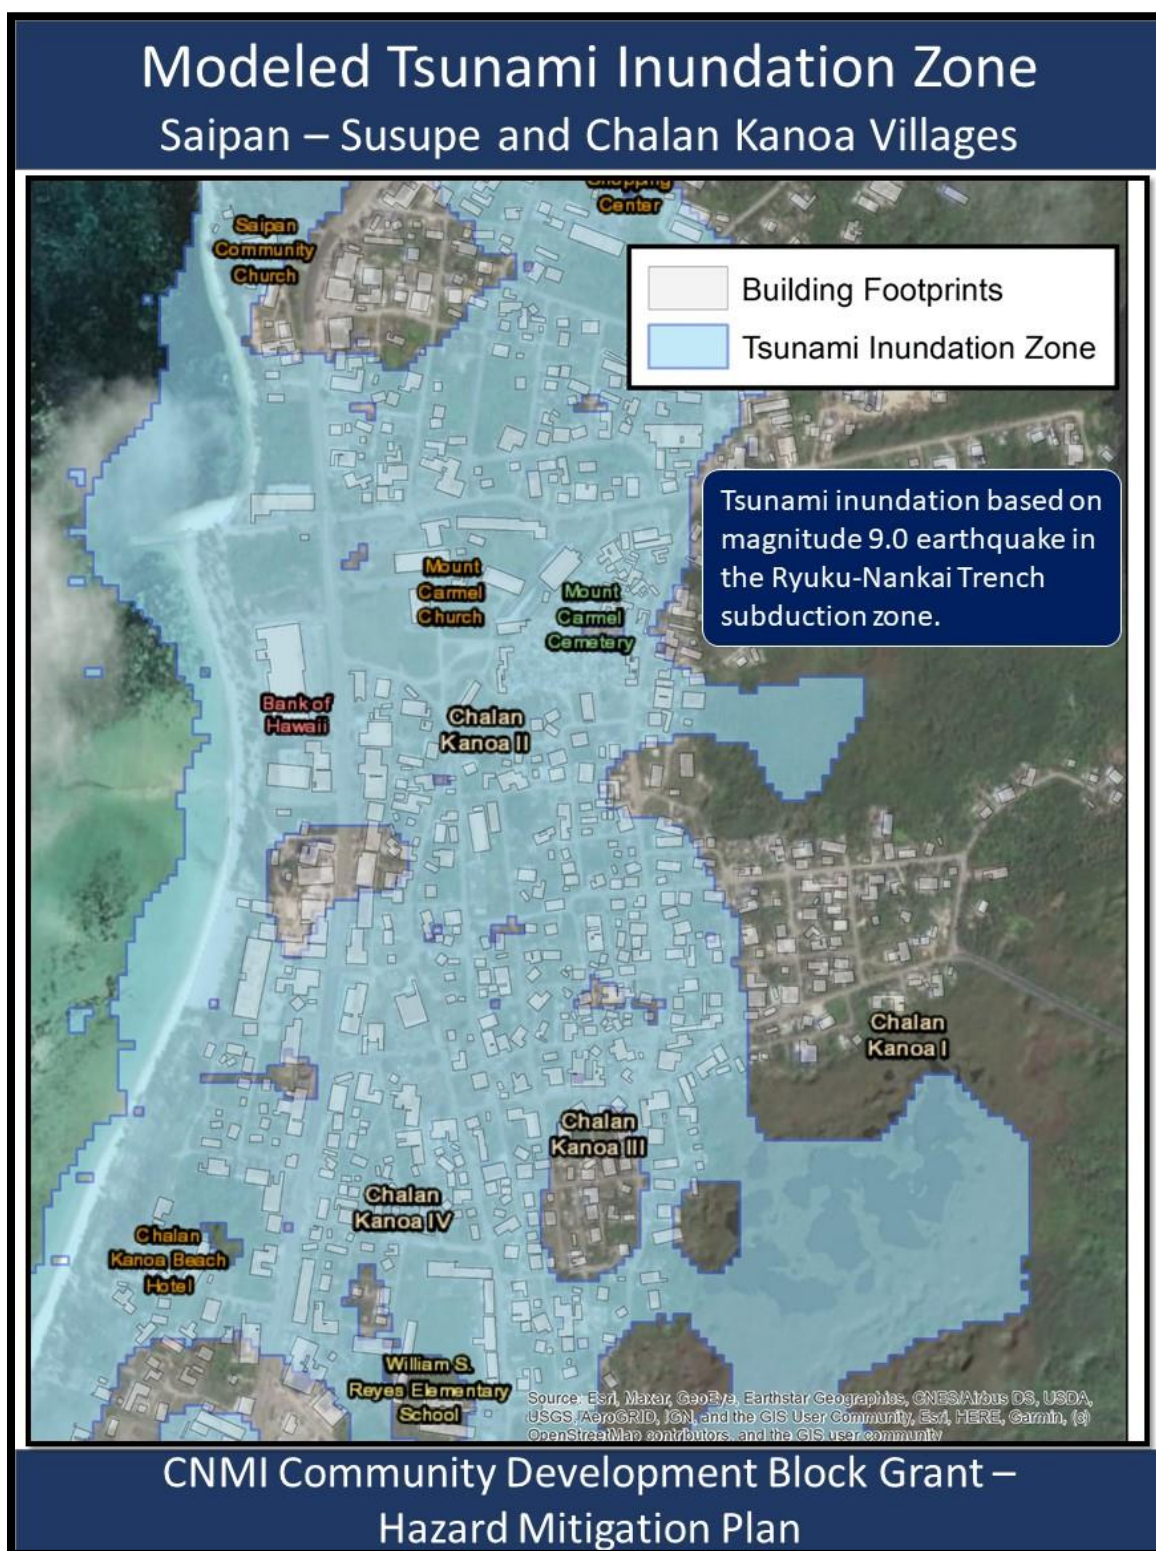 Modeled Tsunami Inundation Zone
Saipan – Susupe and Chalan Kanoa Villages
Shopping
Center
Saipan
Community
Church
Building Footprints
Tsunami Inundation Zone
Tsunami inundation based on
magnitude 9.0 earthquake in
the Ryuku-Nankai Trench
subduction zone.
Mount
Carmel
Church
Mount
Carmel
Cemetery
Bank of
Hawaii
Chalan
Kanoa II
Chalan
Kanoa I
Chalan
Kanoa III
Chalan
Kanoa IV
Chalan
Kanoa Beach
Hotel
William S.
Reyes Elementary
School
Source: Esri, Maxar, GeoEye, Earthstar Geographics, CNES/Airbus DS, USDA,
USGS, AeroGRID, IGN, and the GIS User Community, Esri, HERE, Garmin, (c)
OpenStreetMap contributors, and the GIS user community
CNMI Community Development Block Grant –
Hazard Mitigation Plan